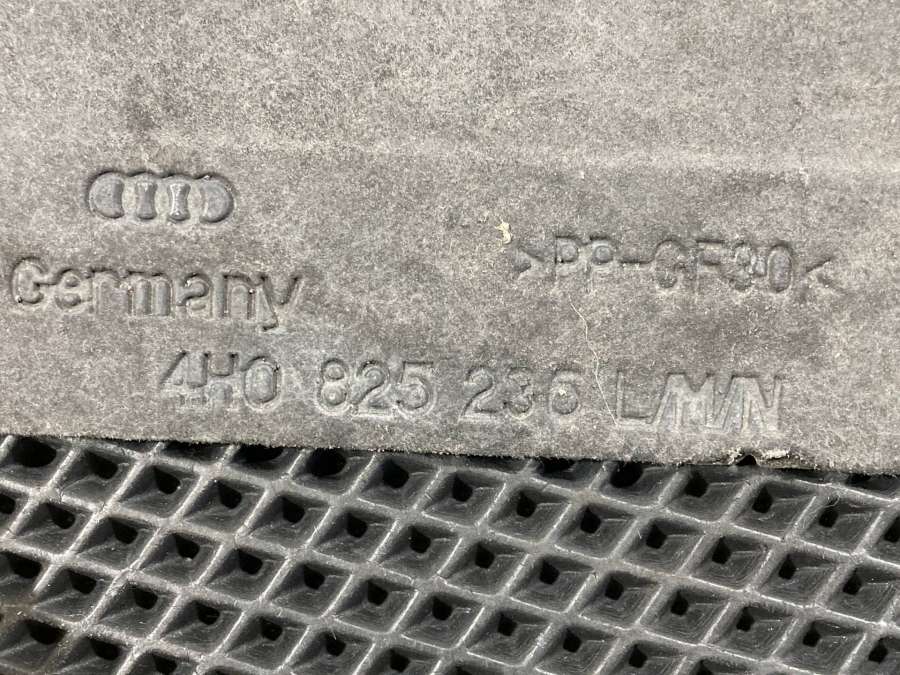 >PP-GF30<
Germany
4H0 825 236 L/M/N